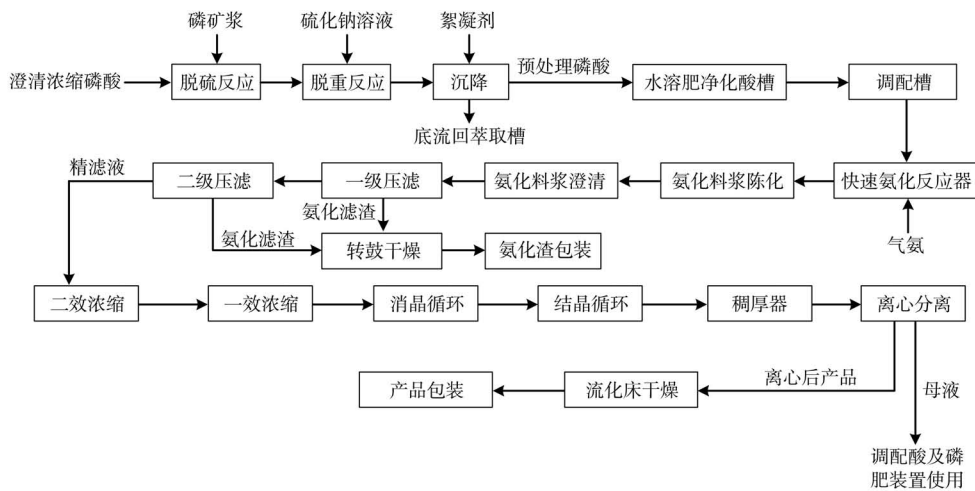 磷矿浆
硫化钠溶液
絮凝剂
澄清浓缩磷酸
脱硫反应
脱重反应
沉降
预处理磷酸
水溶肥净化酸槽
调配槽
底流回萃取槽
精滤液
二级压滤
一级压滤
氨化料浆澄清
氨化料浆陈化
快速氨化反应器
氨化滤渣
氨化滤渣
转鼓干燥
氨化渣包装
气氨
二效浓缩
一效浓缩
消晶循环
结晶循环
稠厚器
离心分离
产品包装
流化床干燥
离心后产品
母液
调配酸及磷
肥装置使用